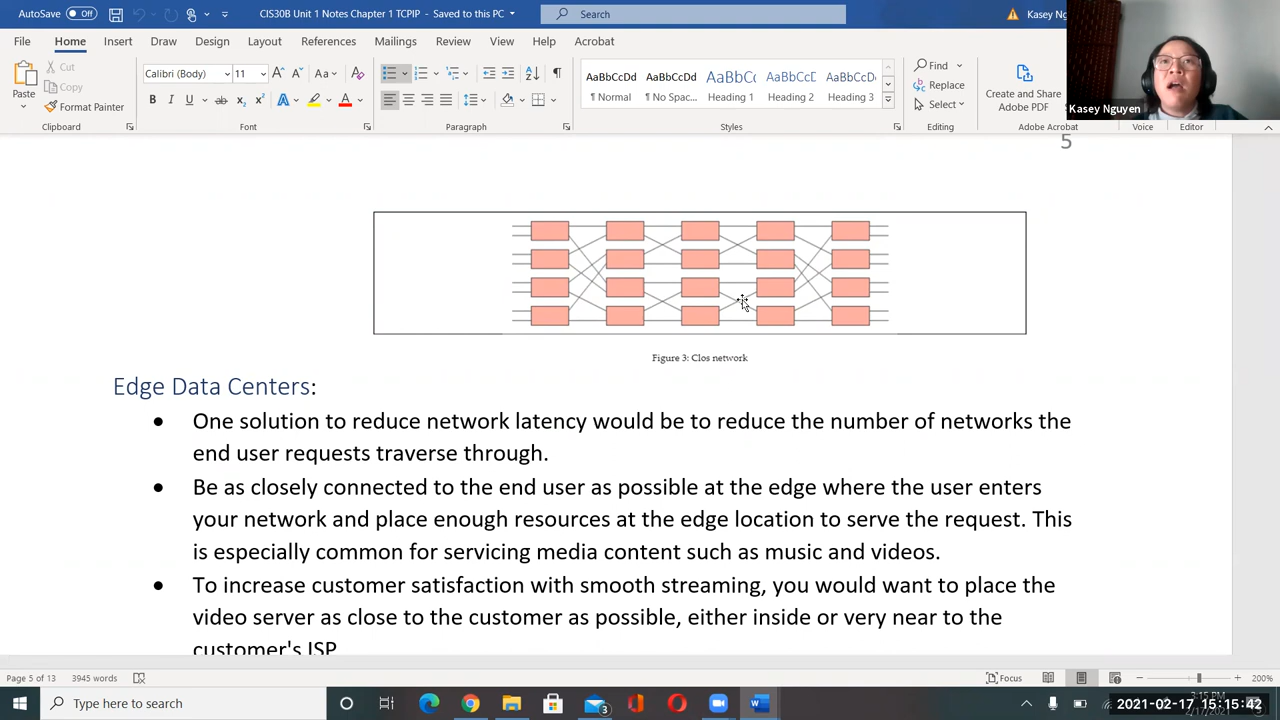 AutoSave Off CIS30B Unit 1 Notes Chapter 1 TCPIP - Saved to this PC Search Kasey Ng
File Home Insert Draw Design Layout References Mailings Review View Help Acrobat
Paste
Cut
Copy
Format Painter
Clipboard
Calibri (Body) 11
Font
Paragraph
AaBbCcDd AaBbCcDd AaBbCc AaBbCcD AaBbCcD
¶ Normal ¶ No Spac... Heading 1 Heading 2 Heading 3
Styles
Find
Replace
Select
Editing
Create and Share
Adobe PDF
Adobe Acrobat
Voice
Editor
Kasey Nguyen
5
Figure 3: Clos network
Edge Data Centers:
• One solution to reduce network latency would be to reduce the number of networks the
end user requests traverse through.
• Be as closely connected to the end user as possible at the edge where the user enters
your network and place enough resources at the edge location to serve the request. This
is especially common for servicing media content such as music and videos.
• To increase customer satisfaction with smooth streaming, you would want to place the
video server as close to the customer as possible, either inside or very near to the
customer's ISP
Page 5 of 13 3945 words Focus 200%
Type here to search 3 2021-02-17 15:15:42